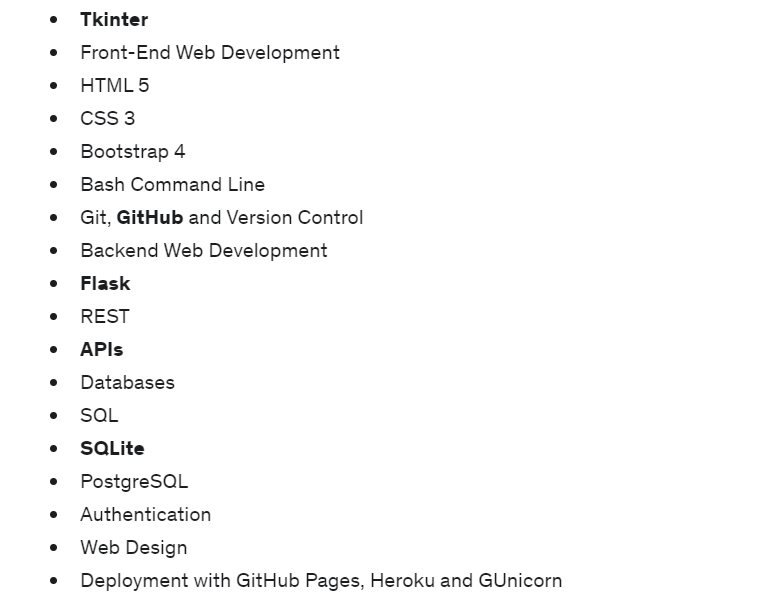 Tkinter
Front-End Web Development
HTML 5
CSS 3
Bootstrap 4
Bash Command Line
Git, GitHub and Version Control
Backend Web Development
Flask
REST
APIs
Databases
SQL
SQLite
PostgreSQL
Authentication
Web Design
Deployment with GitHub Pages, Heroku and GUnicorn